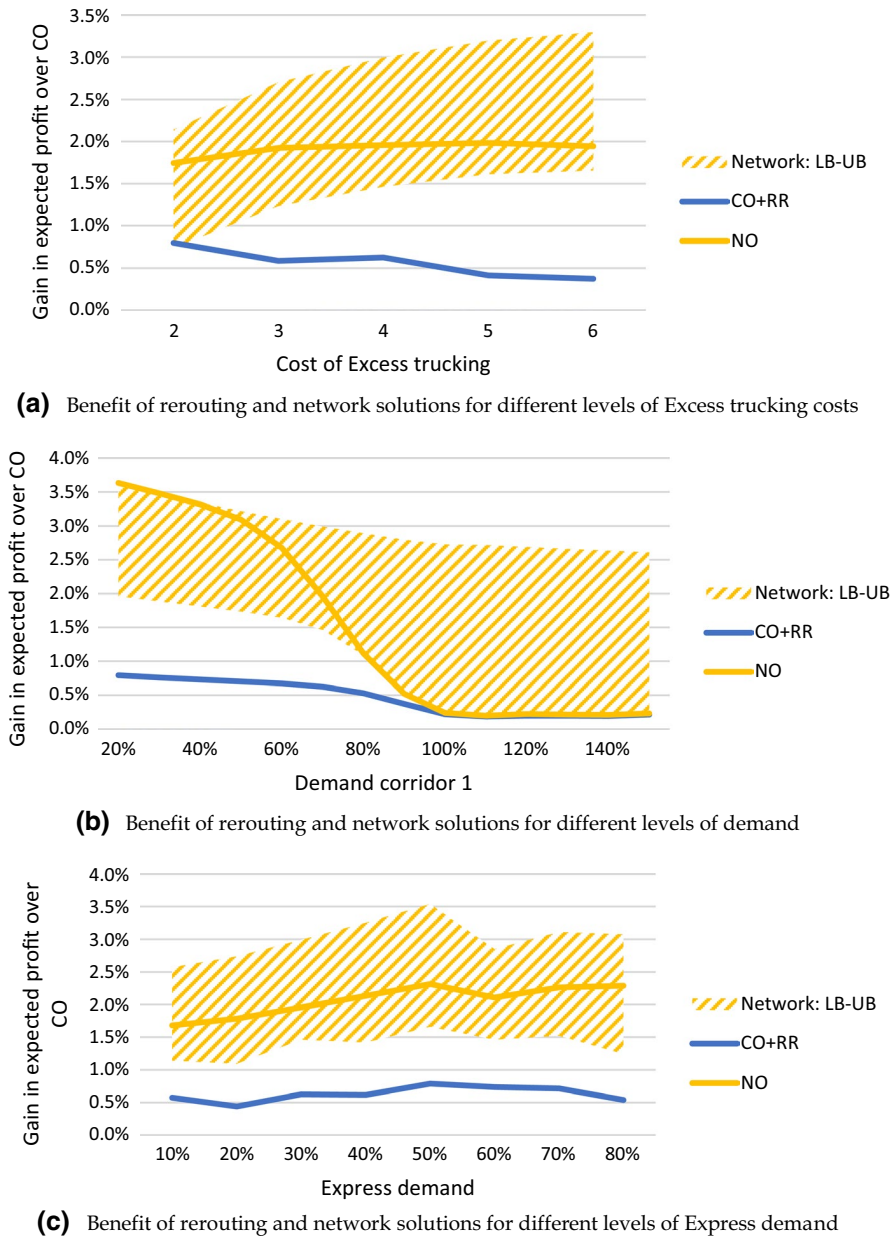 3.5%
3.0%
2.5%
2.0%
1.5%
1.0%
0.5%
0.0%
Gain in expected profit over CO
2 3 4 5 6
Cost of Excess trucking
Network: LB-UB
CO+RR
NO
(a) Benefit of rerouting and network solutions for different levels of Excess trucking costs
4.0%
3.5%
3.0%
2.5%
2.0%
1.5%
1.0%
0.5%
0.0%
Gain in expected profit over CO
20% 40% 60% 80% 100% 120% 140%
Demand corridor 1
Network: LB-UB
CO+RR
NO
(b) Benefit of rerouting and network solutions for different levels of demand
4.0%
3.5%
3.0%
2.5%
2.0%
1.5%
1.0%
0.5%
0.0%
Gain in expected profit over
CO
10% 20% 30% 40% 50% 60% 70% 80%
Express demand
Network: LB-UB
CO+RR
NO
(c) Benefit of rerouting and network solutions for different levels of Express demand